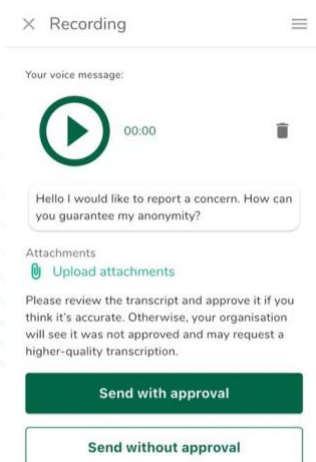 Recording
Your voice message:
00:00
Hello I would like to report a concern. How can
you guarantee my anonymity?
Attachments
Upload attachments
Please review the transcript and approve it if you
think it's accurate. Otherwise, your organisation
will see it was not approved and may request a
higher-quality transcription.
Send with approval
Send without approval